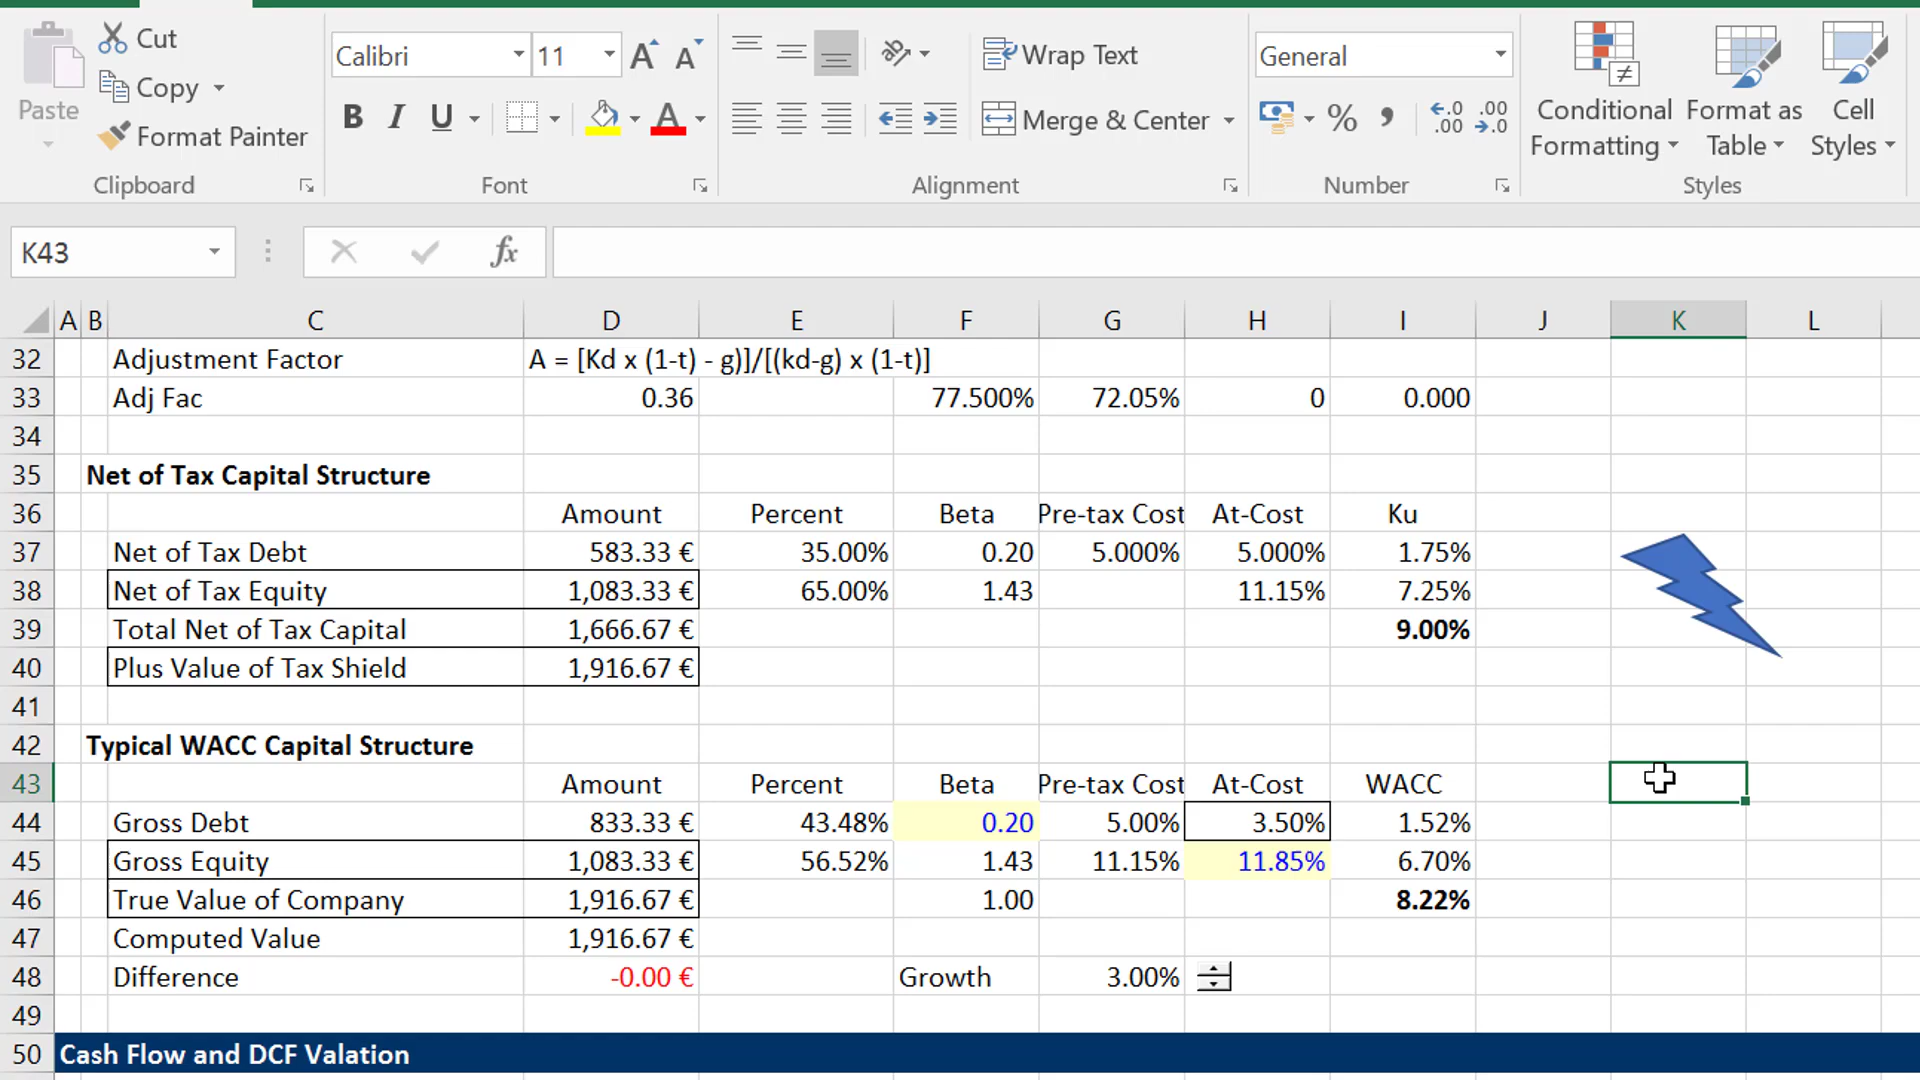 Cut
Copy
Format Painter
Paste
Clipboard
Calibri 11 A A
B I U A
Font
Wrap Text
Merge & Center
Alignment
General
% , .0 .00 .00 .0
Number
Conditional Formatting
Format as Table
Cell Styles
Styles
K43 fx
A B C D E F G H I J K L
32 Adjustment Factor A = [Kd x (1-t) - g)]/[(kd-g) x (1-t)]
33 Adj Fac 0.36 77.500% 72.05% 0 0.000
34
35 Net of Tax Capital Structure
36 Amount Percent Beta Pre-tax Cost At-Cost Ku
37 Net of Tax Debt 583.33 € 35.00% 0.20 5.000% 5.000% 1.75%
38 Net of Tax Equity 1,083.33 € 65.00% 1.43 11.15% 7.25%
39 Total Net of Tax Capital 1,666.67 € 9.00%
40 Plus Value of Tax Shield 1,916.67 €
41
42 Typical WACC Capital Structure
43 Amount Percent Beta Pre-tax Cost At-Cost WACC
44 Gross Debt 833.33 € 43.48% 0.20 5.00% 3.50% 1.52%
45 Gross Equity 1,083.33 € 56.52% 1.43 11.15% 11.85% 6.70%
46 True Value of Company 1,916.67 € 1.00 8.22%
47 Computed Value 1,916.67 €
48 Difference -0.00 € Growth 3.00%
49
50 Cash Flow and DCF Valation